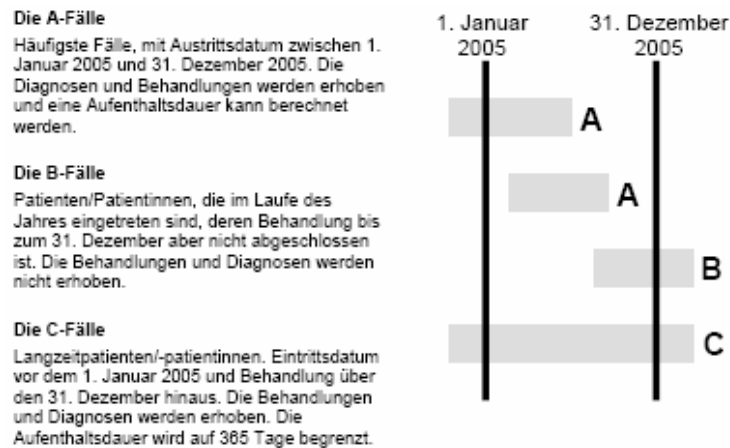 Die A-Fälle
Häufigste Fälle, mit Austrittsdatum zwischen 1.
Januar 2005 und 31. Dezember 2005. Die
Diagnosen und Behandlungen werden erhoben
und eine Aufenthaltsdauer kann berechnet
werden.
Die B-Fälle
Patienten/Patientinnen, die im Laufe des
Jahres eingetreten sind, deren Behandlung bis
zum 31. Dezember aber nicht abgeschlossen
ist. Die Behandlungen und Diagnosen werden
nicht erhoben.
Die C-Fälle
Langzeitpatienten/-patientinnen. Eintrittsdatum
vor dem 1. Januar 2005 und Behandlung über
den 31. Dezember hinaus. Die Behandlungen
und Diagnosen werden erhoben. Die
Aufenthaltsdauer wird auf 365 Tage begrenzt.
1. Januar
2005
31. Dezember
2005
A
A
B
C